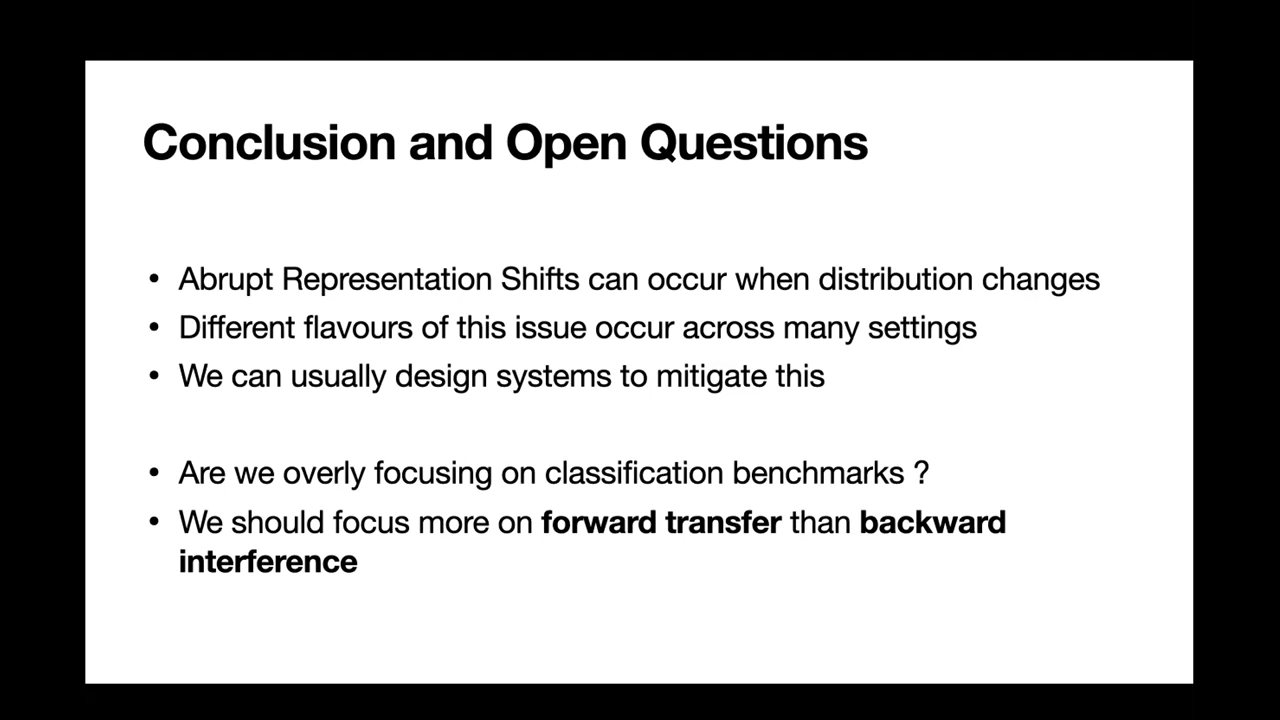 Conclusion and Open Questions
• Abrupt Representation Shifts can occur when distribution changes
• Different flavours of this issue occur across many settings
• We can usually design systems to mitigate this
• Are we overly focusing on classification benchmarks ?
• We should focus more on forward transfer than backward
interference